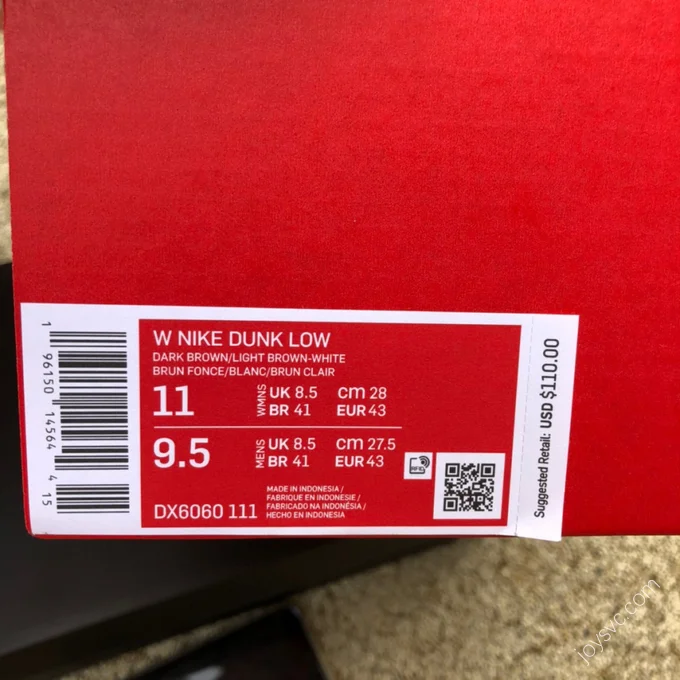 W NIKE DUNK LOW
DARK BROWN/LIGHT BROWN-WHITE
BRUN FONCE/BLANC/BRUN CLAIR
11 WMNS UK 8.5 cm 28
BR 41 EUR 43
9.5 MENS UK 8.5 cm 27.5
BR 41 EUR 43
RFID
MADE IN INDONESIA /
FABRIQUE EN INDONESIE /
FABRICADO NA INDONÉSIA /
HECHO EN INDONESIA
DX6060 111
1 96150 14564 4 15
Suggested Retail: USD $110.00
joysvc.com